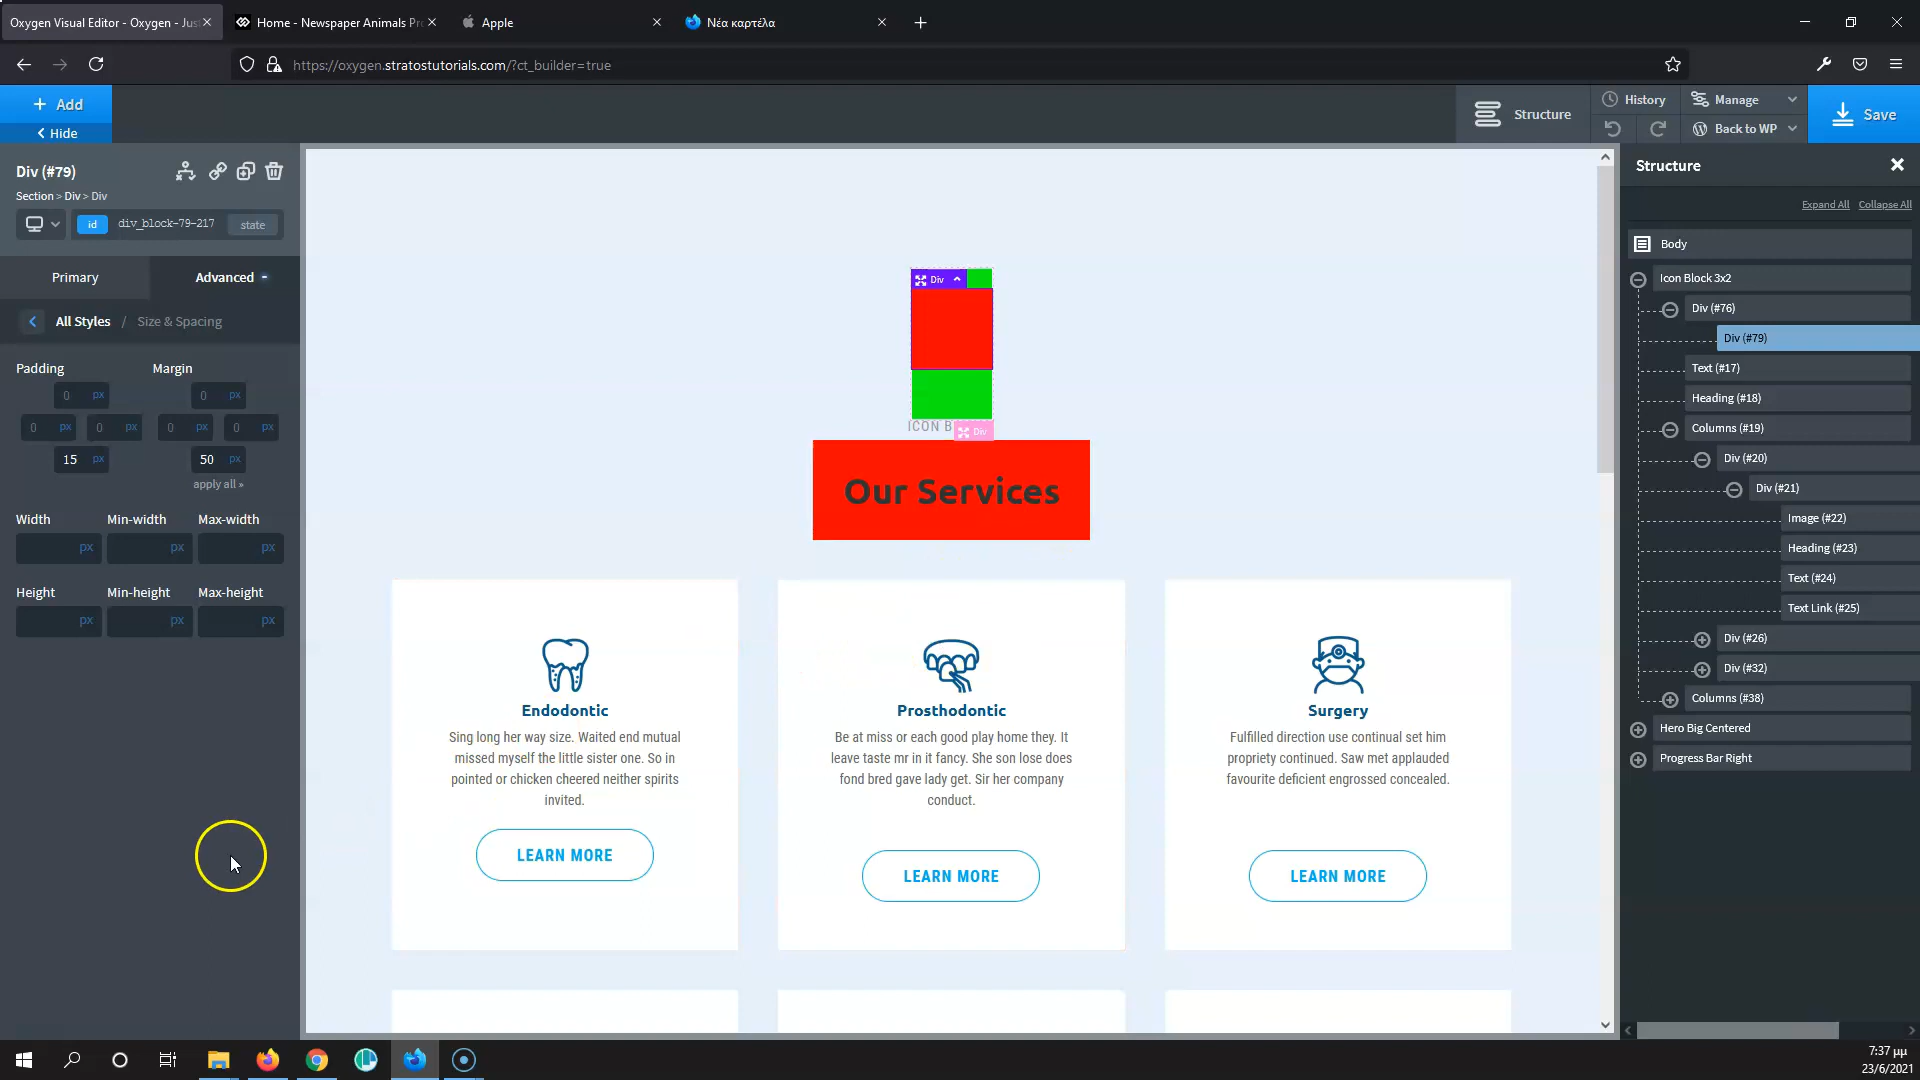 Oxygen Visual Editor - Oxygen - Jus
Home - Newspaper Animals Pr
Apple
Νέα καρτέλα
https://oxygen.stratostutorials.com/?ct_builder=true
+ Add
Hide
Structure
History
Manage
Back to WP
Save
Div (#79)
Section > Div > Div
id
div_block-79-217
state
Primary
Advanced
All Styles / Size & Spacing
Padding
Margin
0 px
0 px
0 px
0 px
0 px
0 px
15 px
50 px
apply all »
Width
Min-width
Max-width
px
px
px
Height
Min-height
Max-height
px
px
px
Div
ICON B
Div
Our Services
Endodontic
Sing long her way size. Waited end mutual
missed myself the little sister one. So in
pointed or chicken cheered neither spirits
invited.
LEARN MORE
Prosthodontic
Be at miss or each good play home they. It
leave taste mr in it fancy. She son lose does
fond bred gave lady get. Sir her company
conduct.
LEARN MORE
Surgery
Fulfilled direction use continual set him
propriety continued. Saw met applauded
favourite deficient engrossed concealed.
LEARN MORE
Structure
Expand All
Collapse All
Body
Icon Block 3x2
Div (#76)
Div (#79)
Text (#17)
Heading (#18)
Columns (#19)
Div (#20)
Div (#21)
Image (#22)
Heading (#23)
Text (#24)
Text Link (#25)
Div (#26)
Div (#32)
Columns (#38)
Hero Big Centered
Progress Bar Right
7:37 μμ
23/6/2021